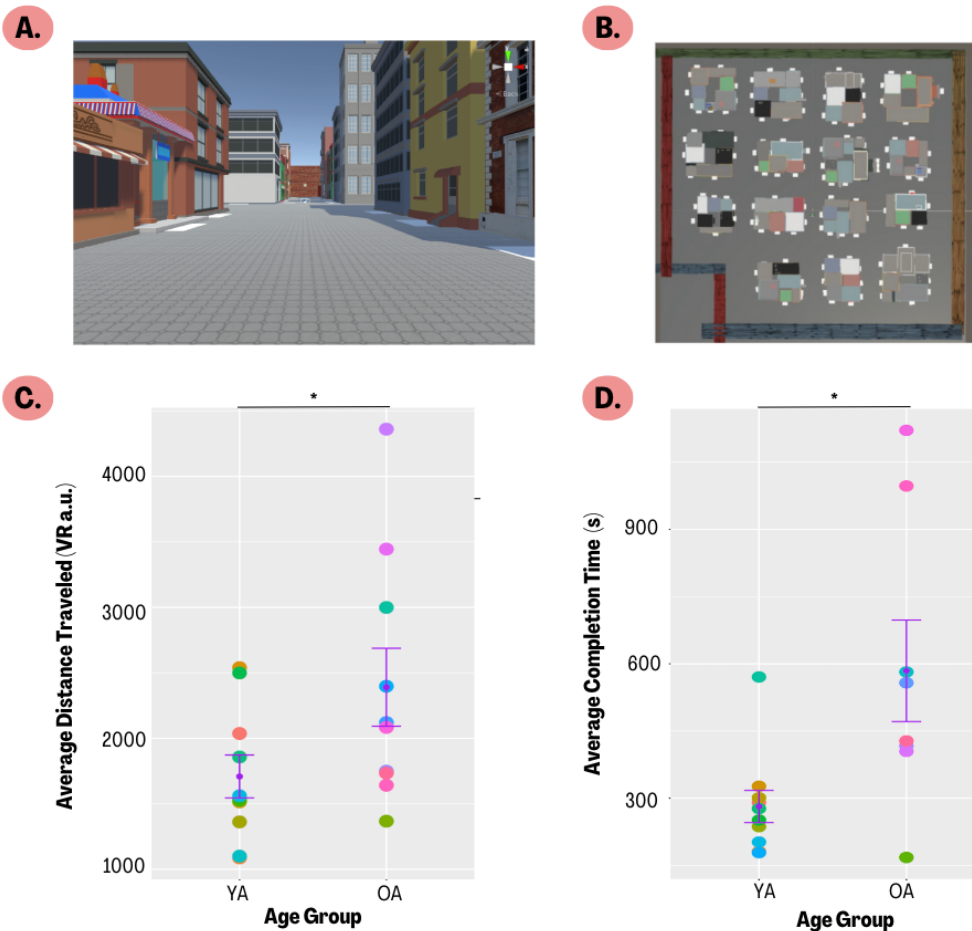 A.
B.
< Back
C.
*
4000
3000
2000
1000
Average Distance Traveled (VR a.u.)
YA
OA
Age Group
D.
*
900
600
300
Average Completion Time (s)
YA
OA
Age Group